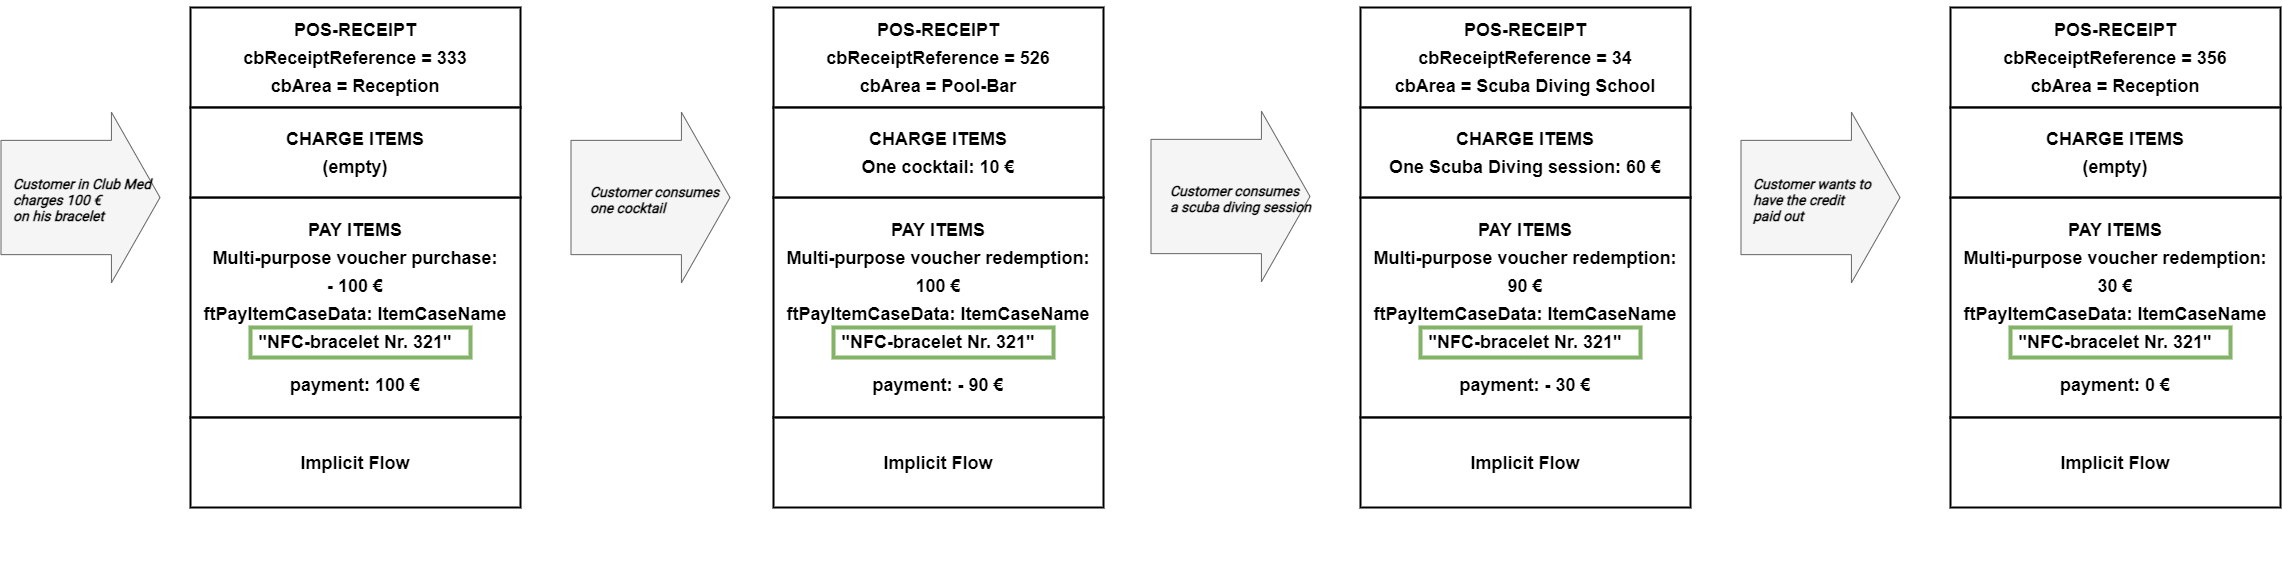 Customer in Club Med
charges 100 €
on his bracelet
POS-RECEIPT
cbReceiptReference = 333
cbArea = Reception
CHARGE ITEMS
(empty)
PAY ITEMS
Multi-purpose voucher purchase:
- 100 €
ftPayItemCaseData: ItemCaseName
"NFC-bracelet Nr. 321"
payment: 100 €
Implicit Flow
Customer consumes
one cocktail
POS-RECEIPT
cbReceiptReference = 526
cbArea = Pool-Bar
CHARGE ITEMS
One cocktail: 10 €
PAY ITEMS
Multi-purpose voucher redemption:
100 €
ftPayItemCaseData: ItemCaseName
"NFC-bracelet Nr. 321"
payment: - 90 €
Implicit Flow
Customer consumes
a scuba diving session
POS-RECEIPT
cbReceiptReference = 34
cbArea = Scuba Diving School
CHARGE ITEMS
One Scuba Diving session: 60 €
PAY ITEMS
Multi-purpose voucher redemption:
90 €
ftPayItemCaseData: ItemCaseName
"NFC-bracelet Nr. 321"
payment: - 30 €
Implicit Flow
Customer wants to
have the credit
paid out
POS-RECEIPT
cbReceiptReference = 356
cbArea = Reception
CHARGE ITEMS
(empty)
PAY ITEMS
Multi-purpose voucher redemption:
30 €
ftPayItemCaseData: ItemCaseName
"NFC-bracelet Nr. 321"
payment: 0 €
Implicit Flow